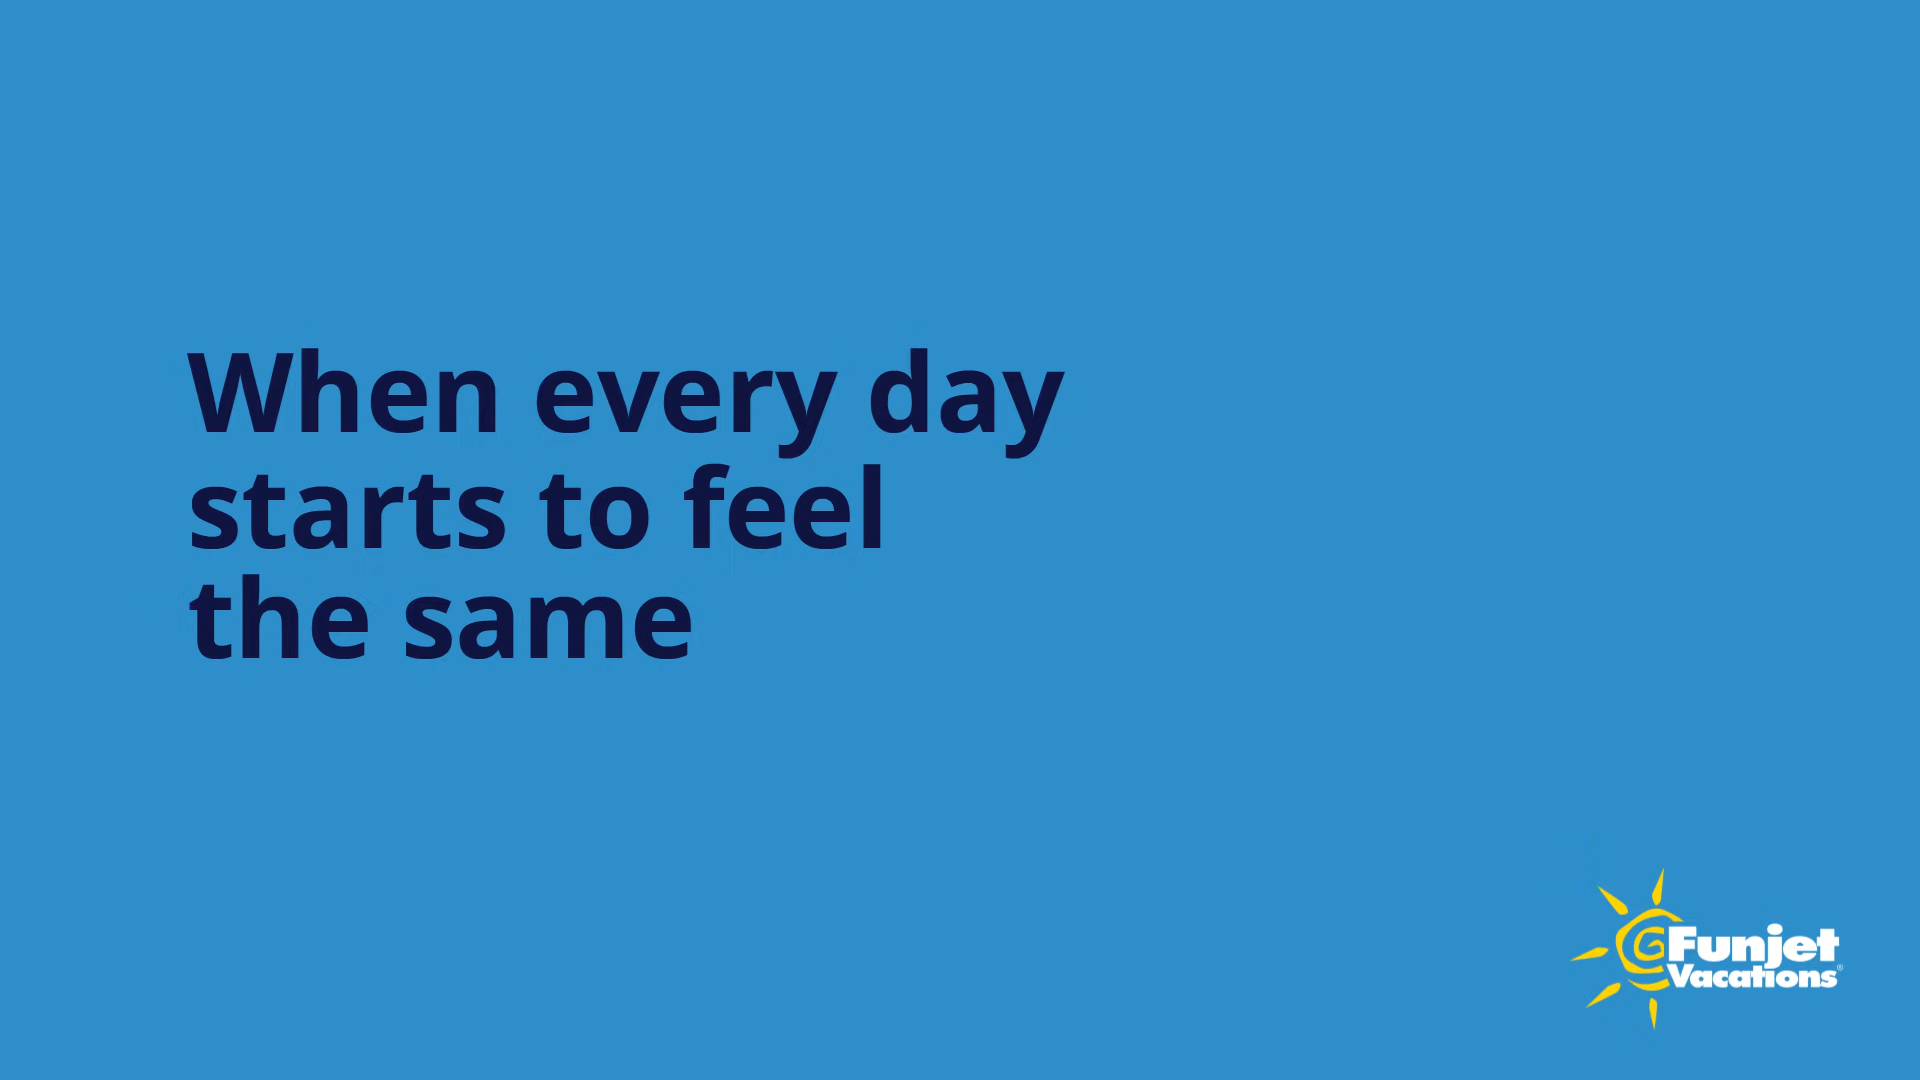 When every day
starts to feel
the same
Funjet
Vacations®